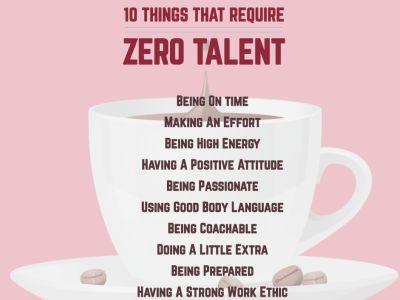 10 THINGS THAT REQUIRE
ZERO TALENT
BEING ON TIME
MAKING AN EFFORT
BEING HIGH ENERGY
HAVING A POSITIVE ATTITUDE
BEING PASSIONATE
USING GOOD BODY LANGUAGE
BEING COACHABLE
DOING A LITTLE EXTRA
BEING PREPARED
HAVING A STRONG WORK ETHIC